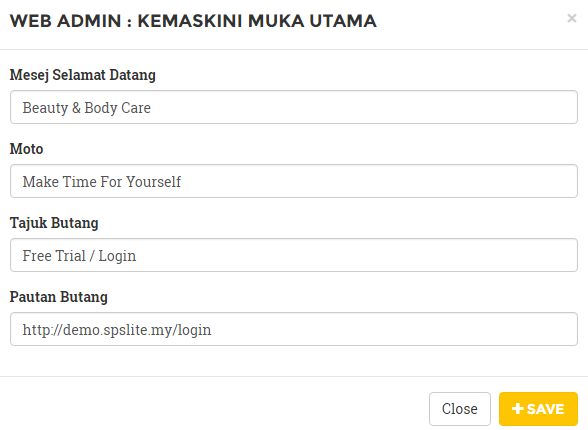 WEB ADMIN : KEMASKINI MUKA UTAMA ×
Mesej Selamat Datang
Beauty & Body Care
Moto
Make Time For Yourself
Tajuk Butang
Free Trial / Login
Pautan Butang
http://demo.spslite.my/login
Close + SAVE